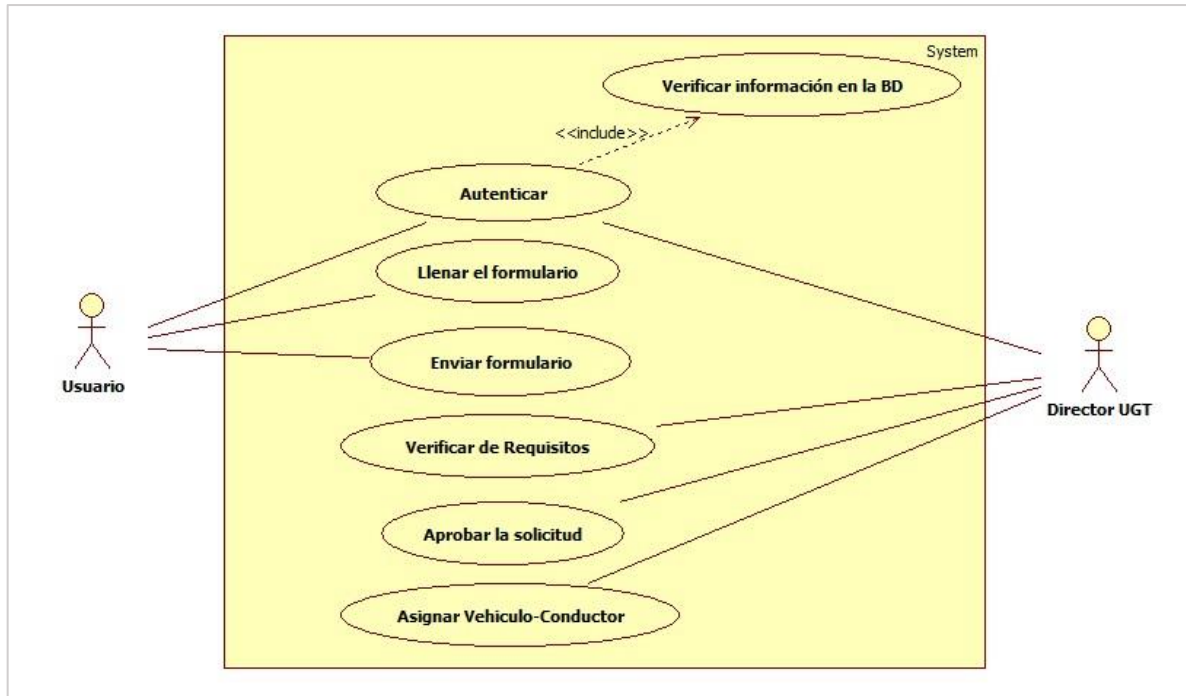 System
Verificar información en la BD
<<include>>
Autenticar
Llenar el formulario
Enviar formulario
Usuario
Director UGT
Verificar de Requisitos
Aprobar la solicitud
Asignar Vehiculo-Conductor